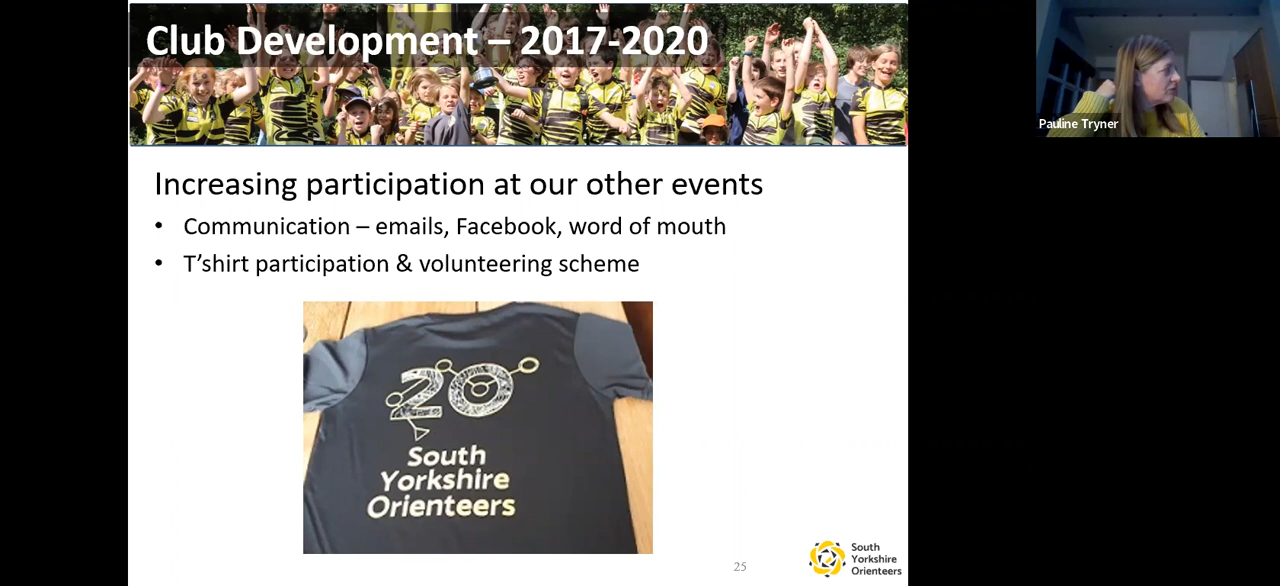 Club Development – 2017-2020
Pauline Tryner
Increasing participation at our other events
• Communication – emails, Facebook, word of mouth
• T'shirt participation & volunteering scheme
20
South
Yorkshire
Orienteers
25
South
Yorkshire
Orienteers